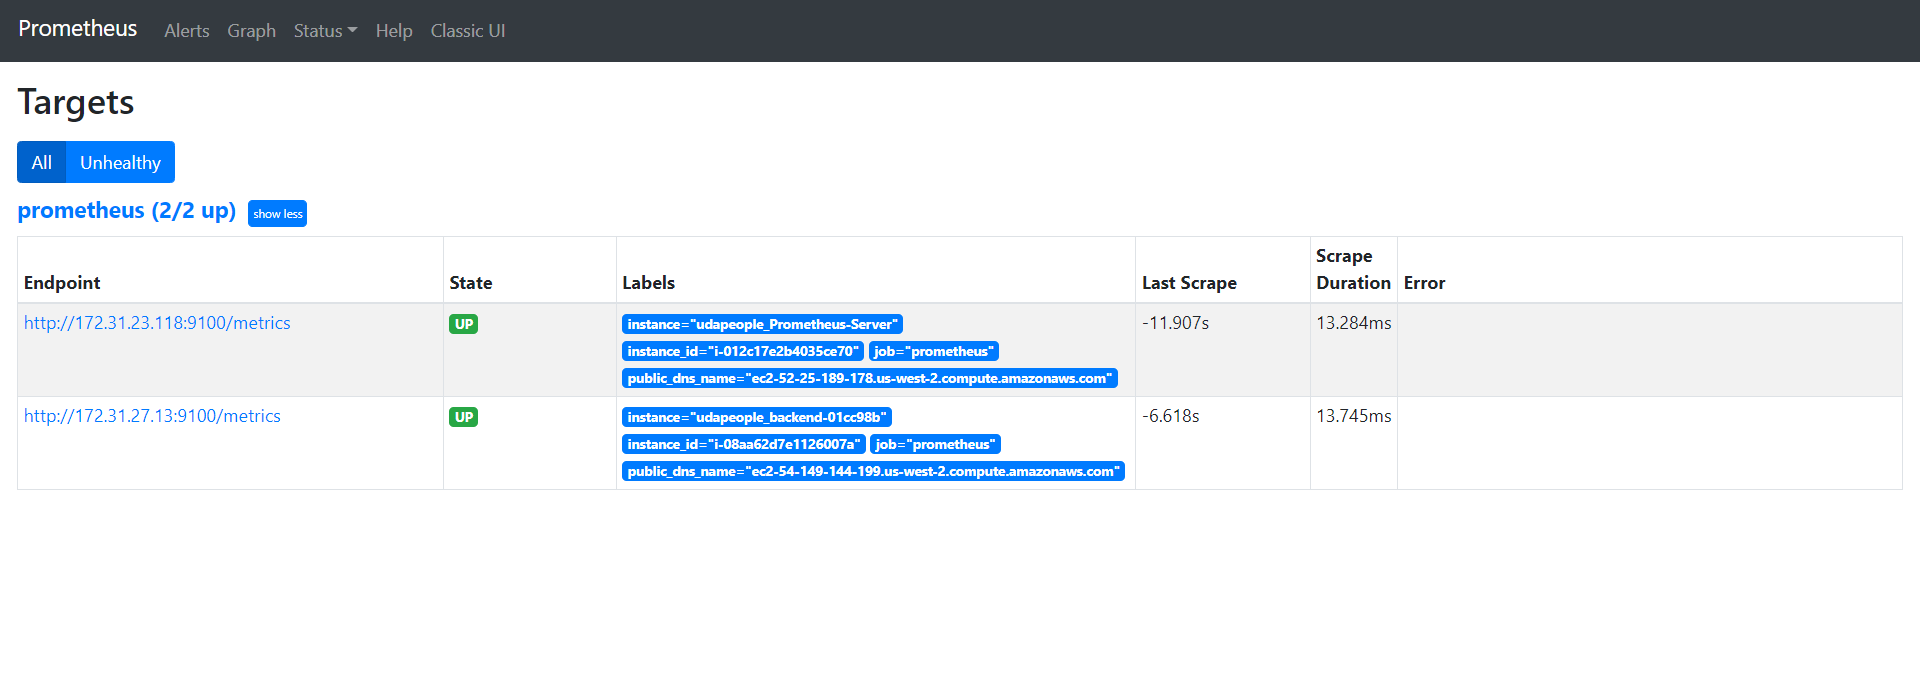 Prometheus Alerts Graph Status Help Classic UI
Targets
All Unhealthy
prometheus (2/2 up) show less
Endpoint State Labels Last Scrape Scrape Duration Error
http://172.31.23.118:9100/metrics UP instance="udapeople_Prometheus-Server" -11.907s 13.284ms
instance_id="i-012c17e2b4035ce70" job="prometheus"
public_dns_name="ec2-52-25-189-178.us-west-2.compute.amazonaws.com"
http://172.31.27.13:9100/metrics UP instance="udapeople_backend-01cc98b" -6.618s 13.745ms
instance_id="i-08aa62d7e1126007a" job="prometheus"
public_dns_name="ec2-54-149-144-199.us-west-2.compute.amazonaws.com"